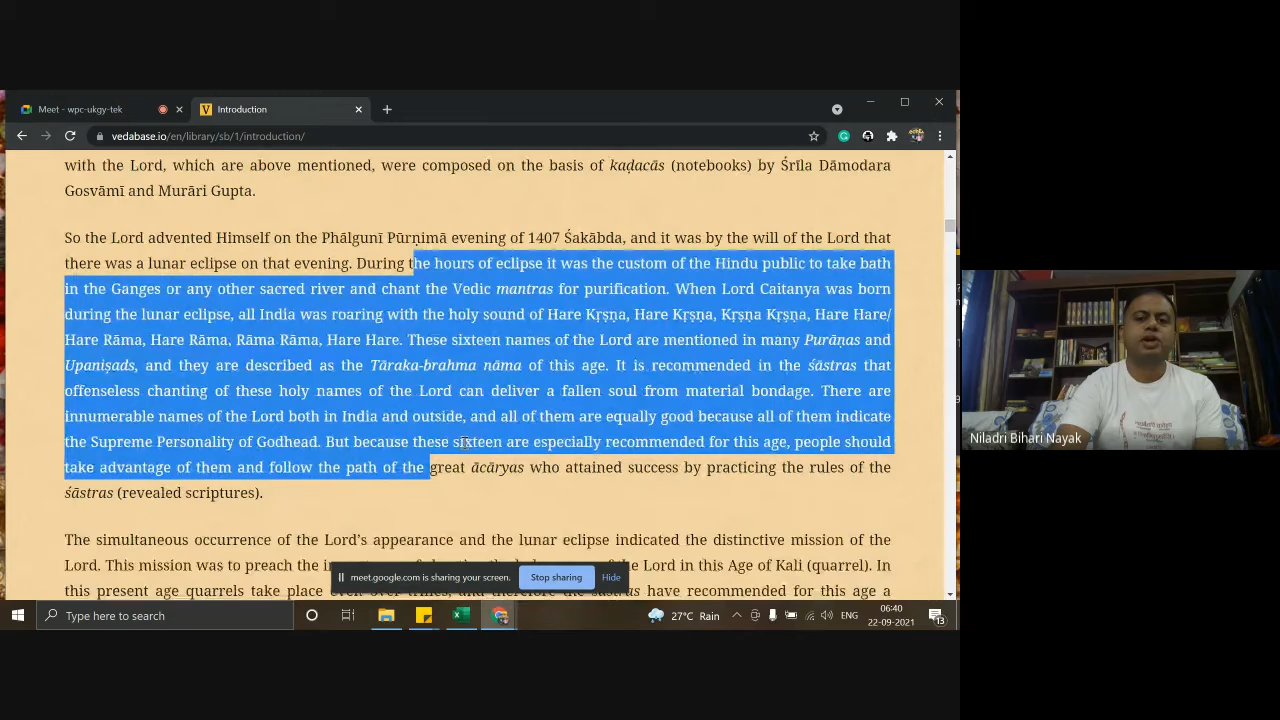 Meet - wpc-ukgy-tek
Introduction
vedabase.io/en/library/sb/1/introduction/
with the Lord, which are above mentioned, were composed on the basis of kaḍacās (notebooks) by Śrīla Dāmodara
Gosvāmī and Murāri Gupta.
So the Lord advented Himself on the Phālgunī Pūrṇimā evening of 1407 Śakābda, and it was by the will of the Lord that
there was a lunar eclipse on that evening. During the hours of eclipse it was the custom of the Hindu public to take bath
in the Ganges or any other sacred river and chant the Vedic mantras for purification. When Lord Caitanya was born
during the lunar eclipse, all India was roaring with the holy sound of Hare Kṛṣṇa, Hare Kṛṣṇa, Kṛṣṇa Kṛṣṇa, Hare Hare/
Hare Rāma, Hare Rāma, Rāma Rāma, Hare Hare. These sixteen names of the Lord are mentioned in many Purāṇas and
Upaniṣads, and they are described as the Tāraka-brahma nāma of this age. It is recommended in the śāstras that
offenseless chanting of these holy names of the Lord can deliver a fallen soul from material bondage. There are
innumerable names of the Lord both in India and outside, and all of them are equally good because all of them indicate
the Supreme Personality of Godhead. But because these sixteen are especially recommended for this age, people should
take advantage of them and follow the path of the great ācāryas who attained success by practicing the rules of the
śāstras (revealed scriptures).
The simultaneous occurrence of the Lord's appearance and the lunar eclipse indicated the distinctive mission of the
Lord. This mission was to preach the the Lord in this Age of Kali (quarrel). In
this present age quarrels take place even over trifles, and therefore the śāstras have recommended for this age a
meet.google.com is sharing your screen. Stop sharing Hide
Type here to search
27°C Rain
ENG
06:40
22-09-2021
13
Niladri Bihari Nayak